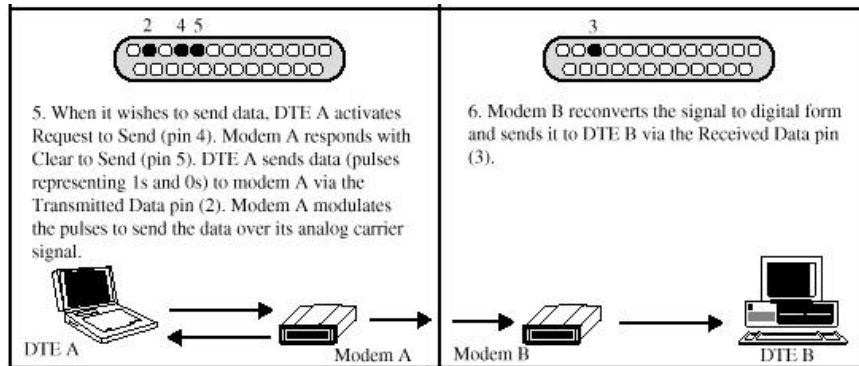 2 4 5
5. When it wishes to send data, DTE A activates
Request to Send (pin 4). Modem A responds with
Clear to Send (pin 5). DTE A sends data (pulses
representing 1s and 0s) to modem A via the
Transmitted Data pin (2). Modem A modulates
the pulses to send the data over its analog carrier
signal.
DTE A
Modem A
3
6. Modem B reconverts the signal to digital form
and sends it to DTE B via the Received Data pin
(3).
Modem B
DTE B